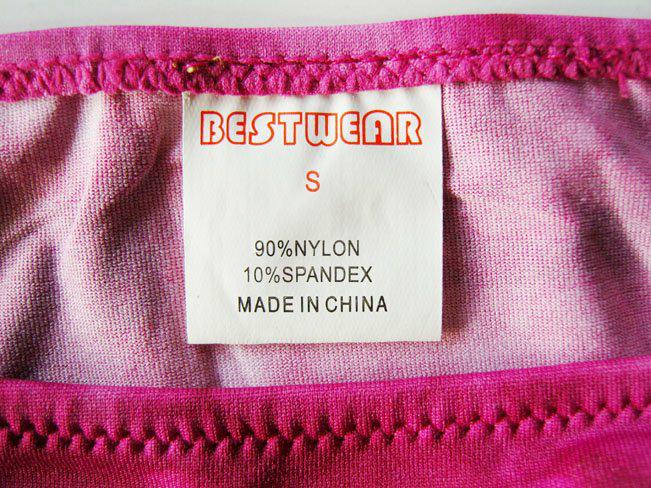 BESTWEAR
S
90%NYLON
10%SPANDEX
MADE IN CHINA